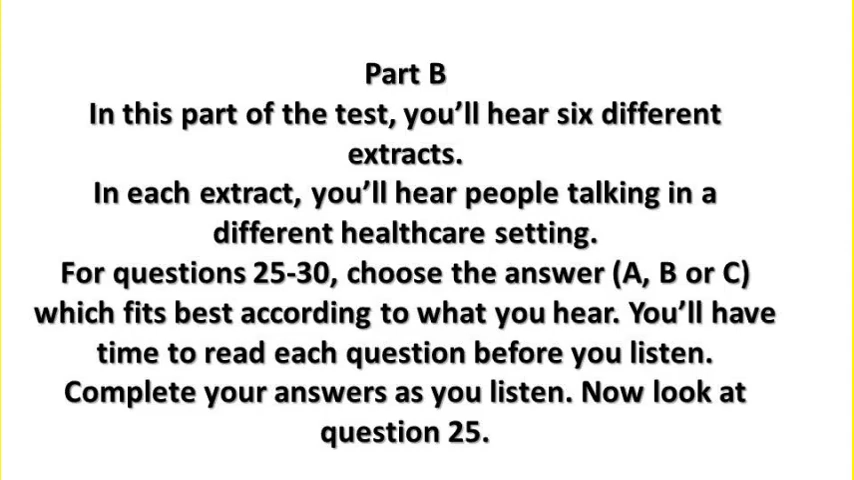 Part B
In this part of the test, you’ll hear six different
extracts.
In each extract, you’ll hear people talking in a
different healthcare setting.
For questions 25-30, choose the answer (A, B or C)
which fits best according to what you hear. You’ll have
time to read each question before you listen.
Complete your answers as you listen. Now look at
question 25.